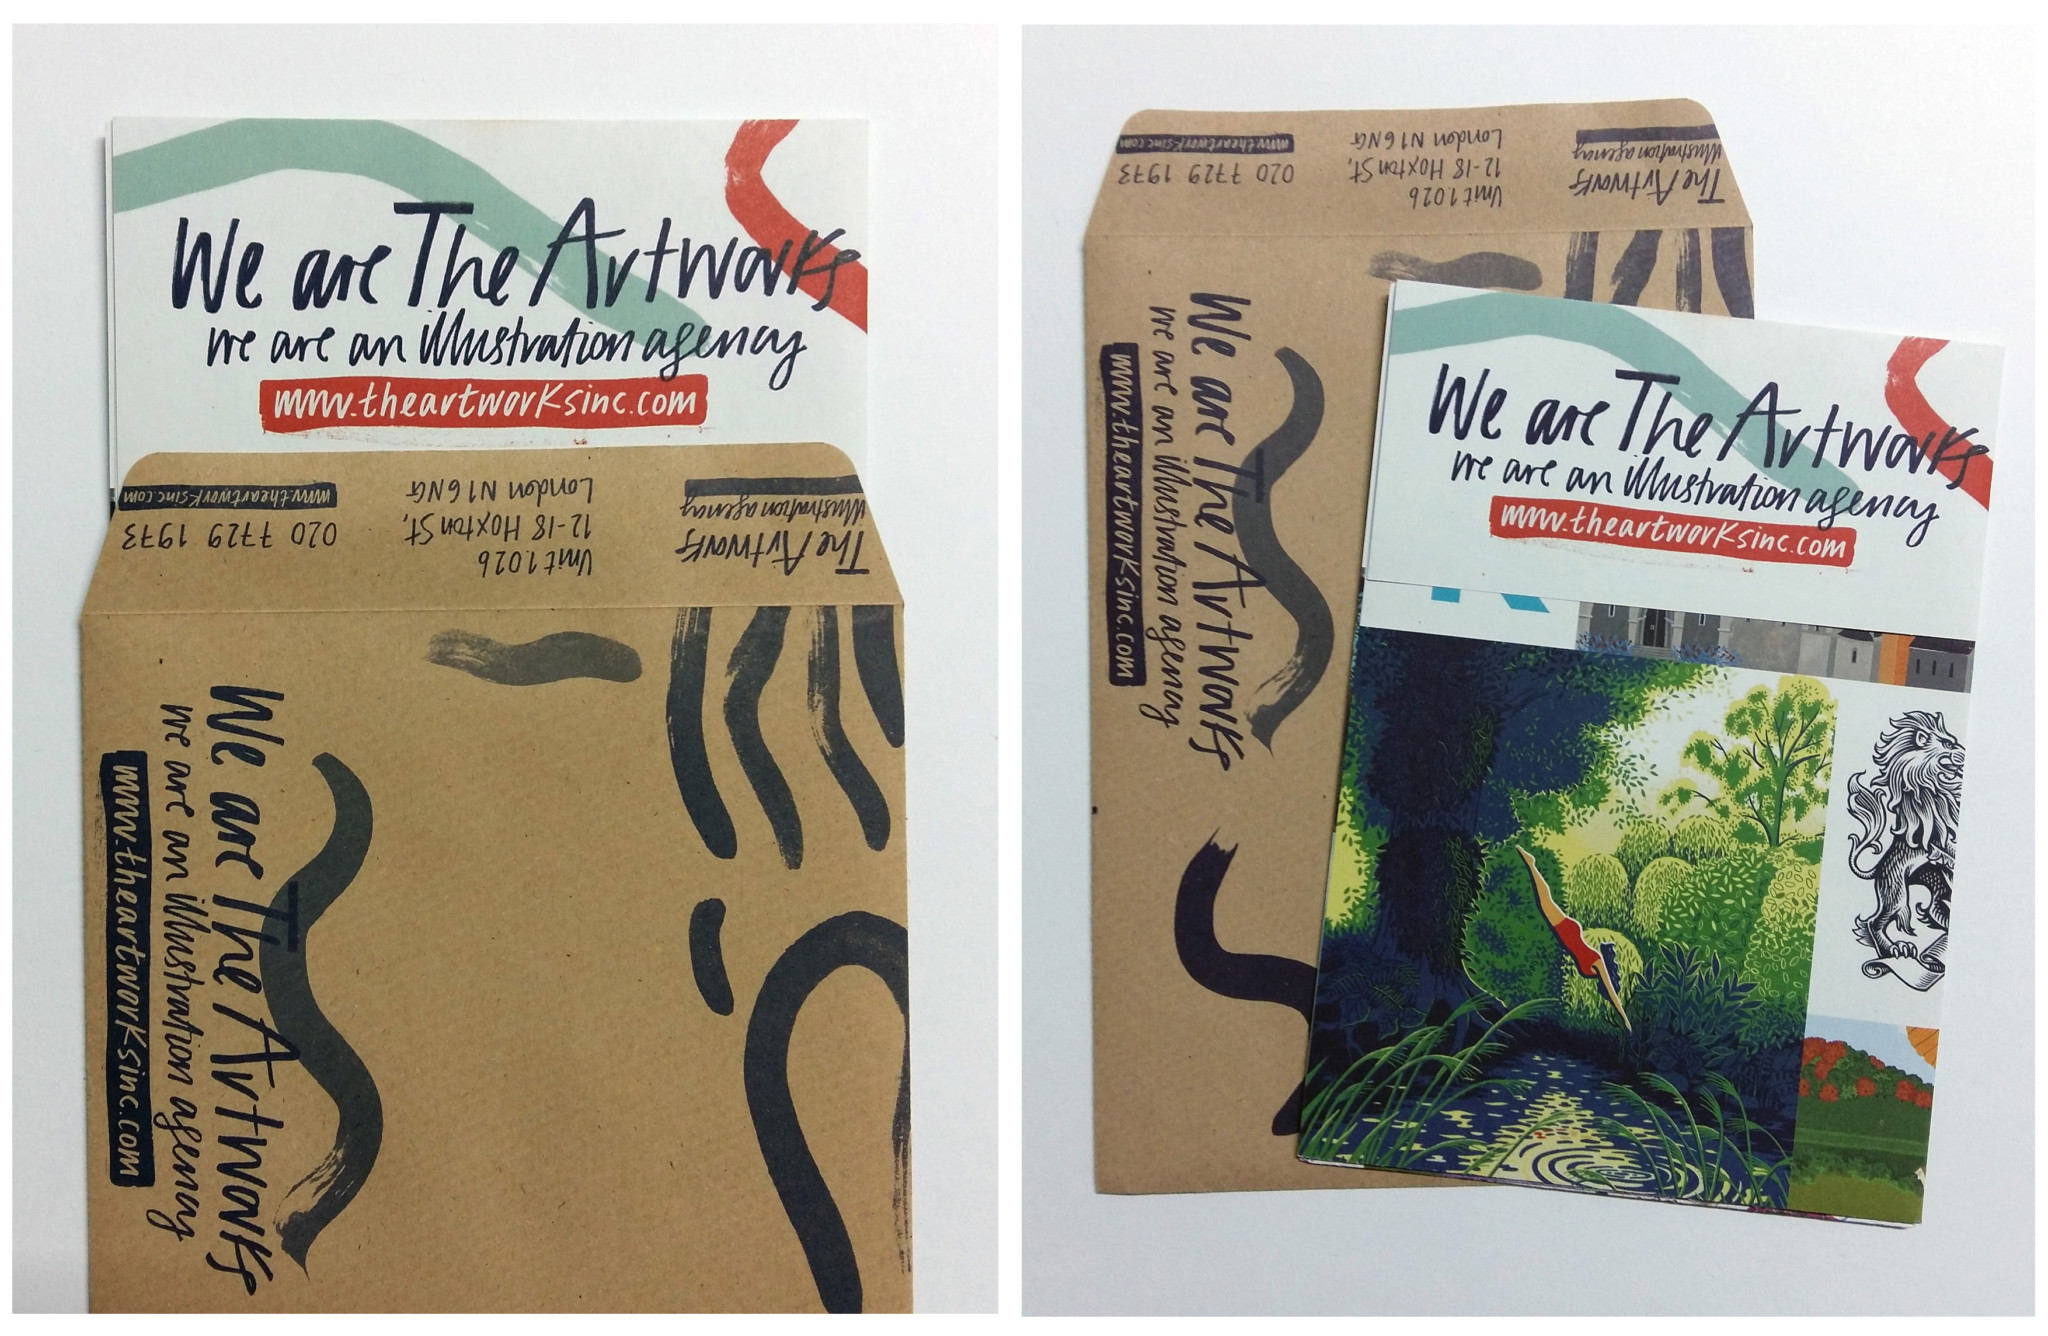 We are The Artworks
we are an illustration agency
www.theartworksinc.com
The Artworks
illustration agency
Unit 1.02b
12-18 Hoxton St,
London N1 6NG
020 7729 1973
www.theartworksinc.com
We are The Artworks
we are an illustration agency
www.theartworksinc.com
The Artworks
illustration agency
Unit 1.02b
12-18 Hoxton St,
London N1 6NG
020 7729 1973
www.theartworksinc.com
We are The Artworks
we are an illustration agency
www.theartworksinc.com
We are The Artworks
we are an illustration agency
www.theartworksinc.com